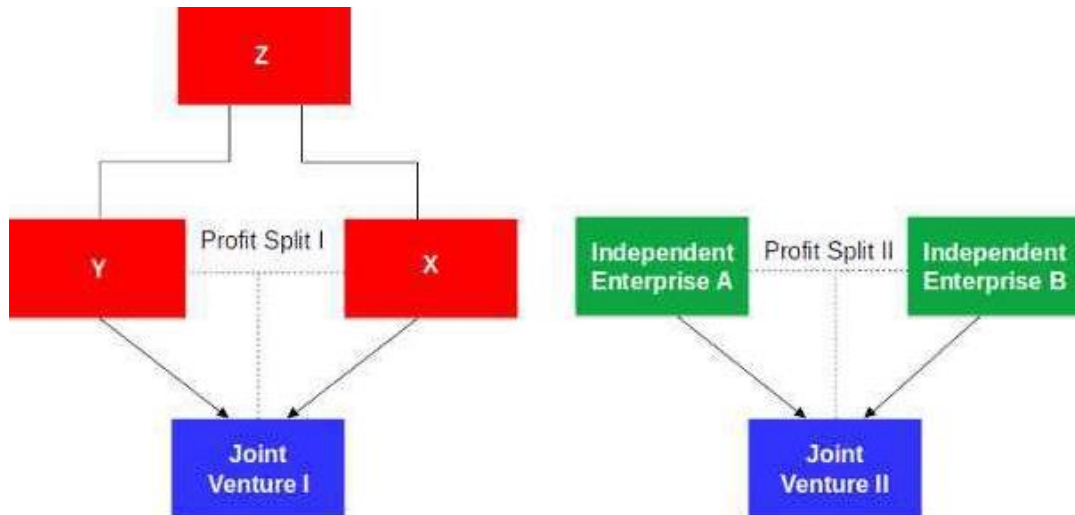 Z
Y
Profit Split I
X
Independent
Enterprise A
Profit Split II
Independent
Enterprise B
Joint
Venture I
Joint
Venture II